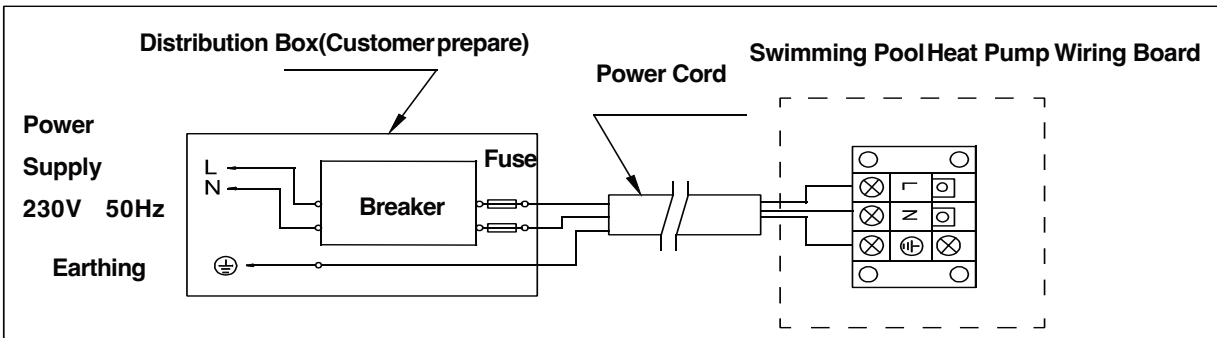 Distribution Box(Customer prepare)
Swimming Pool Heat Pump Wiring Board
Power Cord
Power
Supply
230V 50Hz
L
N
Fuse
Breaker
Earthing
L
N